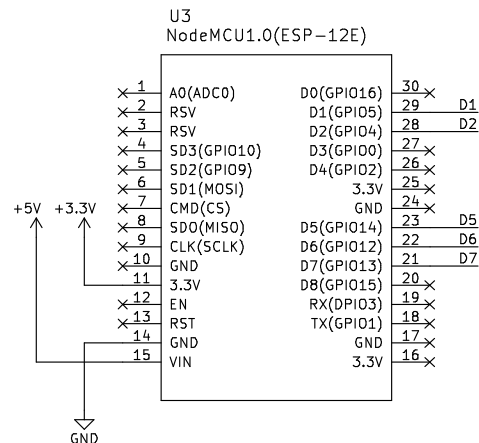 U3
NodeMCU1.0(ESP-12E)
1 A0(ADC0) D0(GPIO16) 30
2 RSV D1(GPIO5) 29 D1
3 RSV D2(GPIO4) 28 D2
4 SD3(GPIO10) D3(GPIO0) 27
5 SD2(GPIO9) D4(GPIO2) 26
6 SD1(MOSI) 3.3V 25
+5V +3.3V 7 CMD(CS) GND 24
8 SDO(MISO) D5(GPIO14) 23 D5
9 CLK(SCLK) D6(GPIO12) 22 D6
10 GND D7(GPIO13) 21 D7
11 3.3V D8(GPIO15) 20
12 EN RX(DPIO3) 19
13 RST TX(GPIO1) 18
14 GND GND 17
15 VIN 3.3V 16
GND